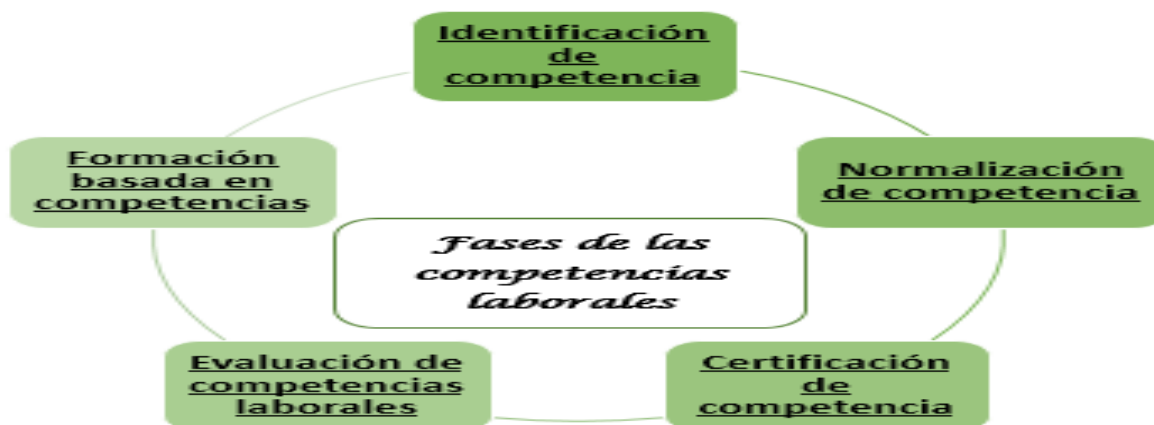 Identificación
de
competencia
Normalización
de competencia
Certificación
de
competencia
Evaluación de
competencias
laborales
Formación
basada en
competencias
Fases de las
competencias
laborales